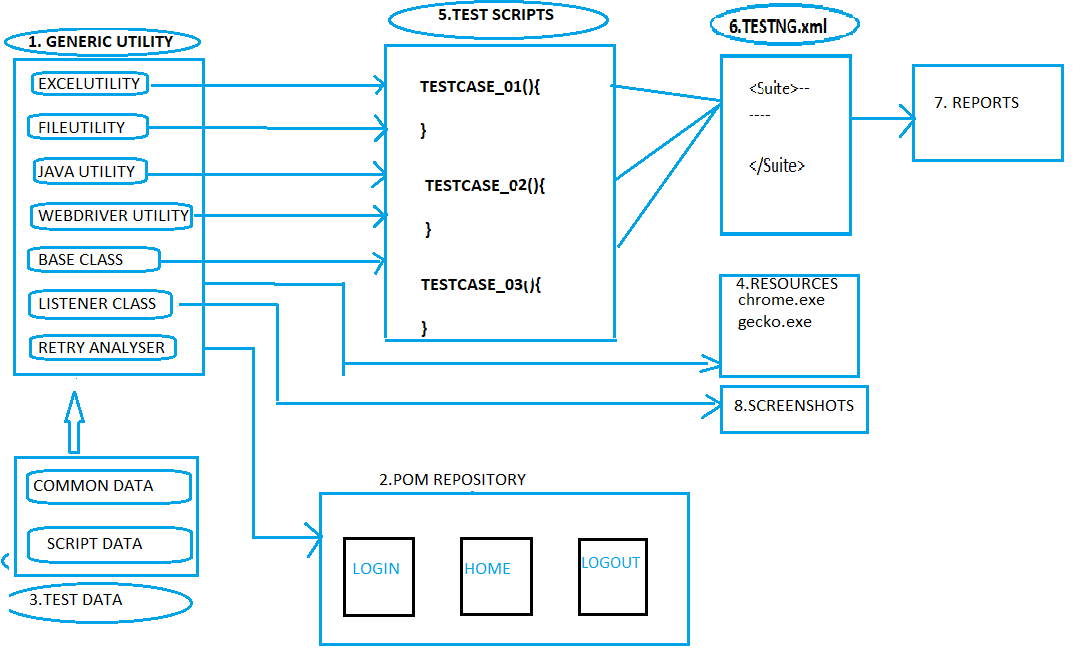 1. GENERIC UTILITY
EXCELUTILITY
FILEUTILITY
JAVA UTILITY
WEBDRIVER UTILITY
BASE CLASS
LISTENER CLASS
RETRY ANALYSER
COMMON DATA
SCRIPT DATA
3.TEST DATA
5.TEST SCRIPTS
TESTCASE_01(){
}
TESTCASE_02(){
}
TESTCASE_03(){
}
6.TESTNG.xml
<Suite>--
----
</Suite>
7. REPORTS
4.RESOURCES
chrome.exe
gecko.exe
8.SCREENSHOTS
2.POM REPOSITORY
LOGIN
HOME
LOGOUT